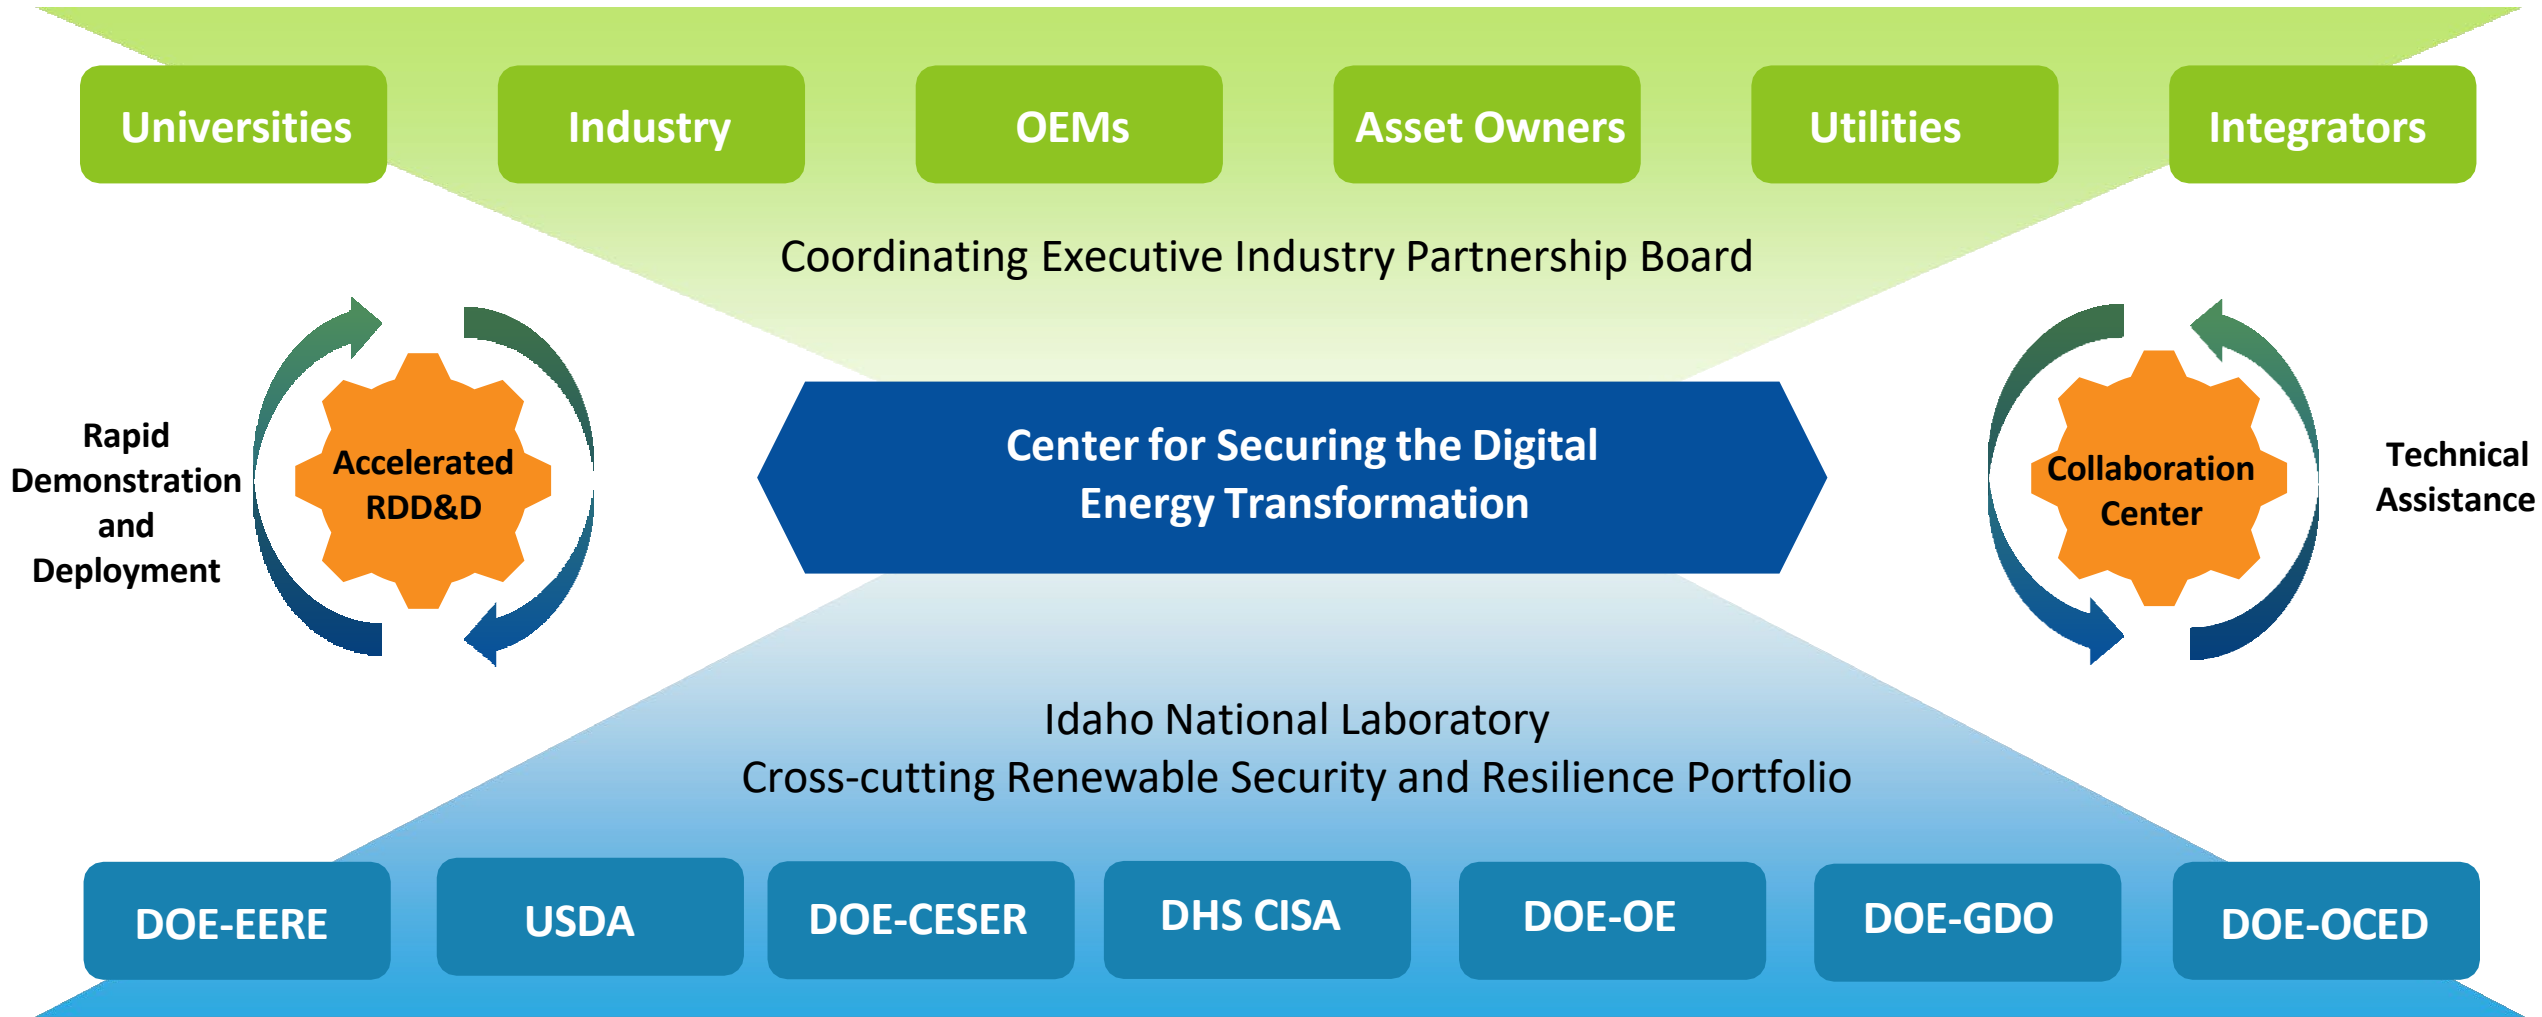 Universities
Industry
OEMs
Asset Owners
Utilities
Integrators
Coordinating Executive Industry Partnership Board
Rapid
Demonstration
and
Deployment
Accelerated
RDD&D
Center for Securing the Digital
Energy Transformation
Collaboration
Center
Technical
Assistance
Idaho National Laboratory
Cross-cutting Renewable Security and Resilience Portfolio
DOE-EERE
USDA
DOE-CESER
DHS CISA
DOE-OE
DOE-GDO
DOE-OCED